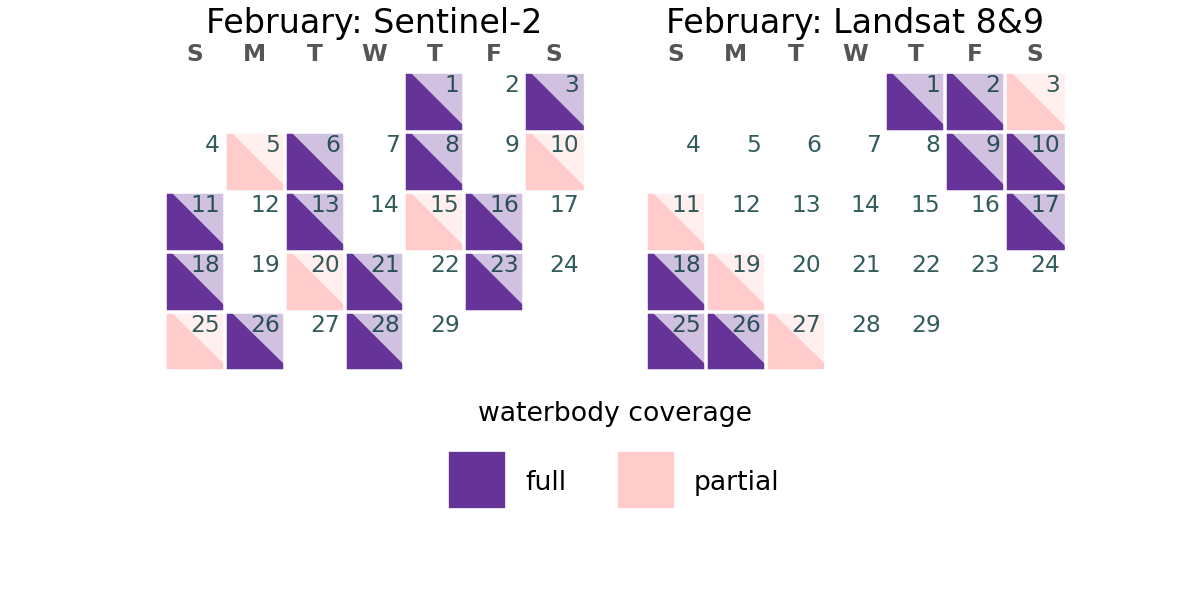 February: Sentinel-2
S M T W T F S
1 2 3
4 5 6 7 8 9 10
11 12 13 14 15 16 17
18 19 20 21 22 23 24
25 26 27 28 29
February: Landsat 8&9
S M T W T F S
1 2 3
4 5 6 7 8 9 10
11 12 13 14 15 16 17
18 19 20 21 22 23 24
25 26 27 28 29
waterbody coverage
full partial